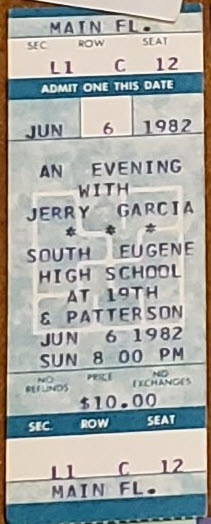 MAIN FL.
SEC. ROW SEAT
L1 C 12
ADMIT ONE THIS DATE
JUN 6 1982
AN EVENING
WITH
JERRY GARCIA
* * *
SOUTH EUGENE
HIGH SCHOOL
AT 19TH
& PATTERSON
JUN 6 1982
SUN 8 00 PM
NO REFUNDS PRICE NO EXCHANGES
$10.00
SEC. ROW SEAT
L1 C 12
MAIN FL.